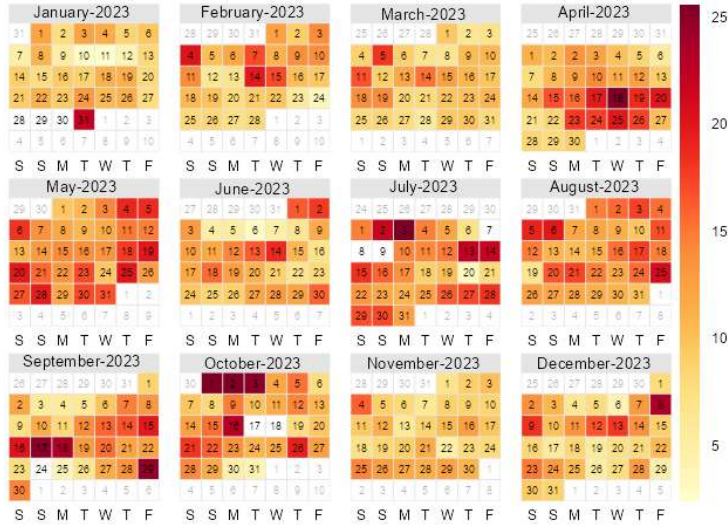 January-2023
31 1 2 3 4 5 6
7 8 9 10 11 12 13
14 15 16 17 18 19 20
21 22 23 24 25 26 27
28 29 30 31 1 2 3
4 5 6 7 8 9 10
S S M T W T F
February-2023
28 29 30 31 1 2 3
4 5 6 7 8 9 10
11 12 13 14 15 16 17
18 19 20 21 22 23 24
25 26 27 28 1 2 3
4 5 6 7 8 9 10
S S M T W T F
March-2023
25 26 27 28 1 2 3
4 5 6 7 8 9 10
11 12 13 14 15 16 17
18 19 20 21 22 23 24
25 26 27 28 29 30 31
1 2 3 4 5 6 7
S S M T W T F
April-2023
25 26 27 28 29 30 31
1 2 3 4 5 6
7 8 9 10 11 12 13
14 15 16 17 18 19 20
21 22 23 24 25 26 27
28 29 30 1 2 3 4
S S M T W T F
May-2023
29 30 1 2 3 4 5
6 7 8 9 10 11 12
13 14 15 16 17 18 19
20 21 22 23 24 25 26
27 28 29 30 31 1 2
3 4 5 6 7 8 9
S S M T W T F
June-2023
27 28 29 30 31 1 2
3 4 5 6 7 8 9
10 11 12 13 14 15 16
17 18 19 20 21 22 23
24 25 26 27 28 29 30
1 2 3 4 5 6 7
S S M T W T F
July-2023
24 25 26 27 28 29 30
1 2 3 4 5 6 7
8 9 10 11 12 13 14
15 16 17 18 19 20 21
22 23 24 25 26 27 28
29 30 31 1 2 3 4
S S M T W T F
August-2023
29 30 31 1 2 3 4
5 6 7 8 9 10 11
12 13 14 15 16 17 18
19 20 21 22 23 24 25
26 27 28 29 30 31 1
2 3 4 5 6 7 8
S S M T W T F
September-2023
26 27 28 29 30 31 1
2 3 4 5 6 7 8
9 10 11 12 13 14 15
16 17 18 19 20 21 22
23 24 25 26 27 28 29
30 1 2 3 4 5 6
S S M T W T F
October-2023
30 1 2 3 4 5 6
7 8 9 10 11 12 13
14 15 16 17 18 19 20
21 22 23 24 25 26 27
28 29 30 31 1 2 3
4 5 6 7 8 9 10
S S M T W T F
November-2023
28 29 30 31 1 2 3
4 5 6 7 8 9 10
11 12 13 14 15 16 17
18 19 20 21 22 23 24
25 26 27 28 29 30 1
2 3 4 5 6 7 8
S S M T W T F
December-2023
25 26 27 28 29 30 1
2 3 4 5 6 7 8
9 10 11 12 13 14 15
16 17 18 19 20 21 22
23 24 25 26 27 28 29
30 31 1 2 3 4 5
S S M T W T F
25
20
15
10
5